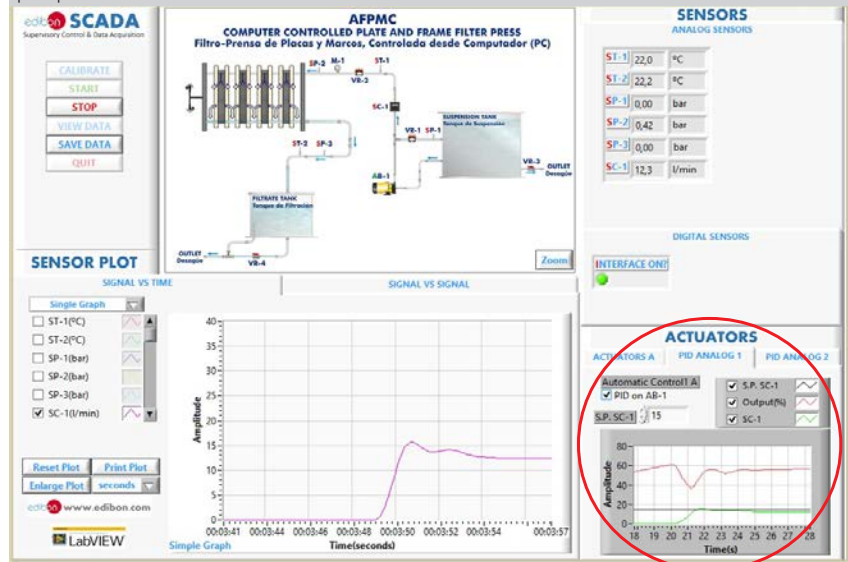 edibon SCADA
Supervisory Control & Data Acquisition
CALIBRATE
START
STOP
VIEW DATA
SAVE DATA
QUIT
AFPMC
COMPUTER CONTROLLED PLATE AND FRAME FILTER PRESS
Filtro-Prensa de Placas y Marcos, Controlada desde Computador (PC)
SP-2
M-1
ST-1
VR-2
SC-1
SUSPENSION TANK
Tanque de Suspensión
VR-1
SP-1
ST-2
SP-3
AB-1
VR-3
OUTLET
Desagüe
FILTRATE TANK
Tanque de Filtración
OUTLET
Desagüe
VR-4
Zoom
SENSORS
ANALOG SENSORS
ST-1 22,0 ºC
ST-2 22,2 ºC
SP-1 0,00 bar
SP-2 0,42 bar
SP-3 0,00 bar
SC-1 12,3 l/min
DIGITAL SENSORS
INTERFACE ON?
SENSOR PLOT
SIGNAL VS TIME
SIGNAL VS SIGNAL
Single Graph
ST-1(ºC)
ST-2(ºC)
SP-1(bar)
SP-2(bar)
SP-3(bar)
SC-1(l/min)
Reset Plot
Print Plot
Enlarge Plot
seconds
edibon www.edibon.com
LabVIEW
Amplitude
40
35
30
25
20
15
10
5
0
00:03:41 00:03:44 00:03:46 00:03:48 00:03:50 00:03:52 00:03:54 00:03:57
Simple Graph
Time(seconds)
ACTUATORS
ACTUATORS A
PID ANALOG 1
PID ANALOG 2
Automatic Control1 A
PID on AB-1
S.P. SC-1 15
S.P. SC-1
Output(%)
SC-1
Amplitude
80
60
40
20
0
18 19 20 21 22 23 24 25 26 27 28
Time(s)